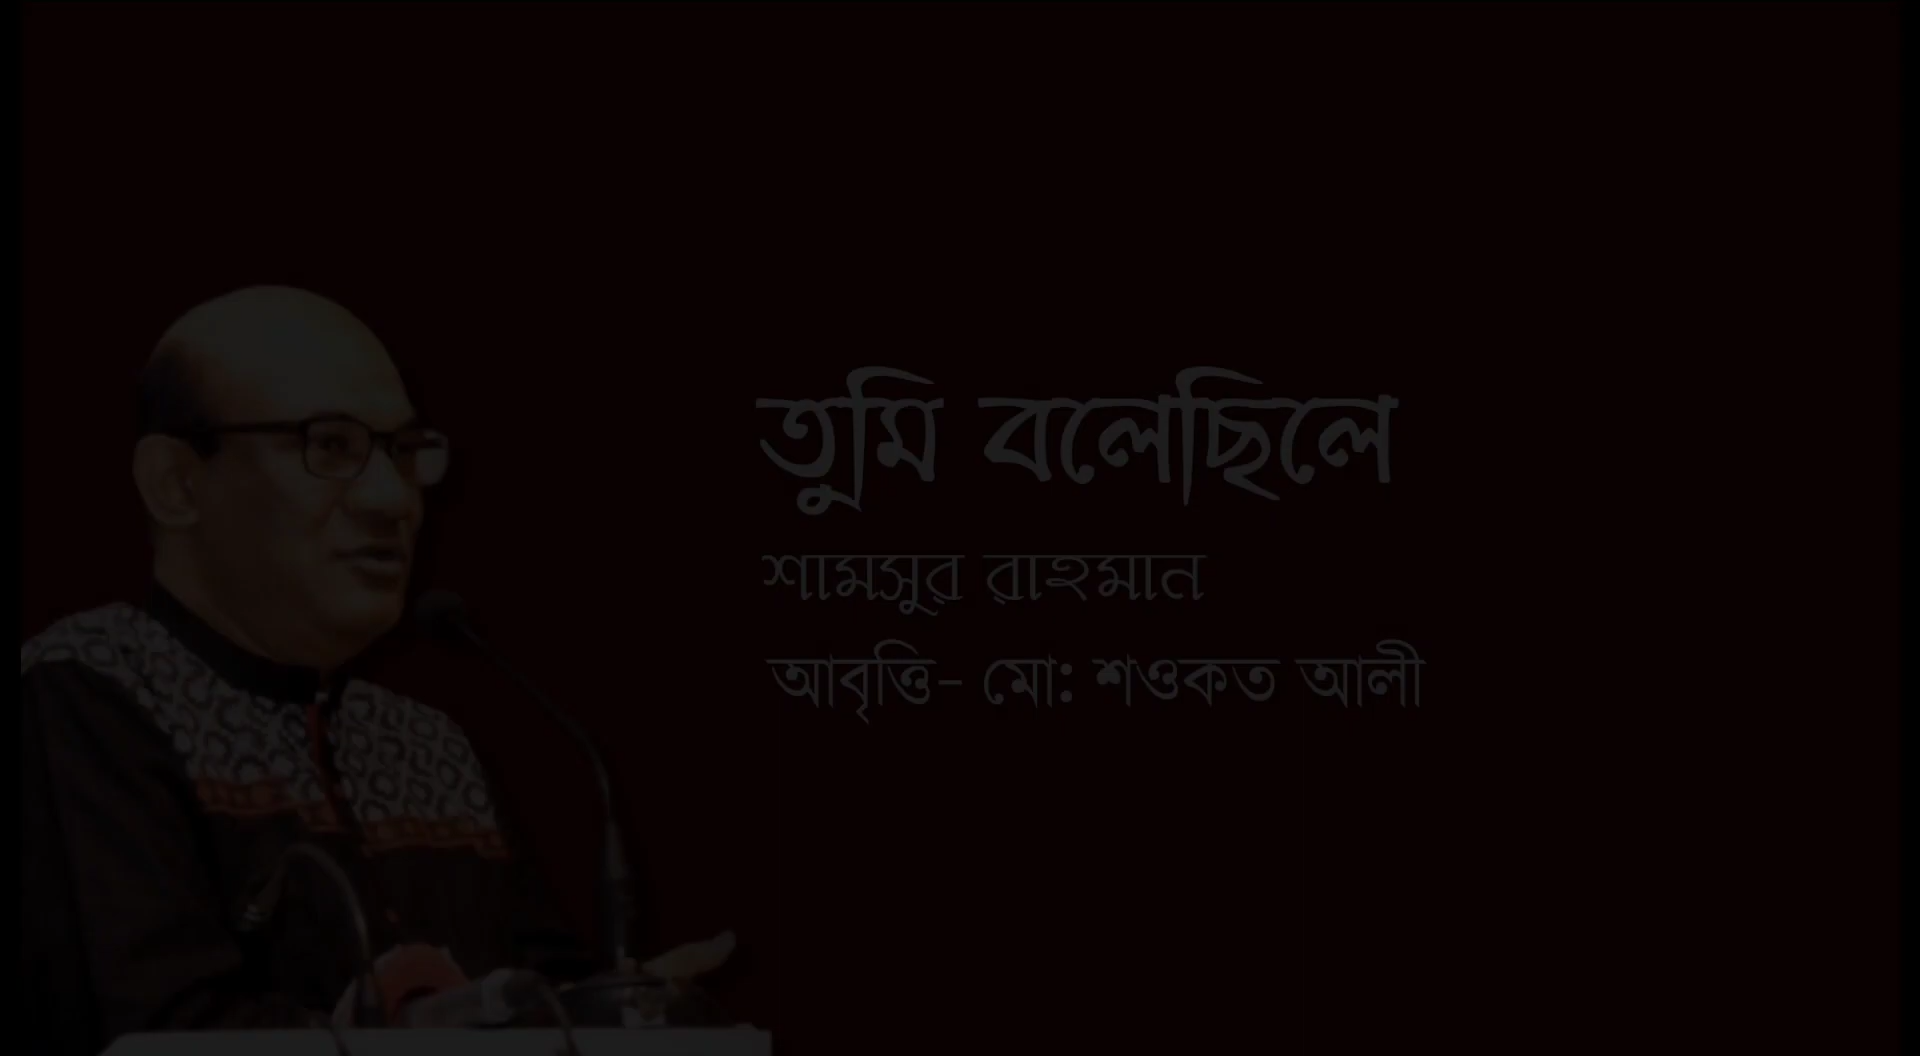 তুমি বলেছিলে
শামসুর রাহমান
আবৃত্তি- মো: শওকত আলী